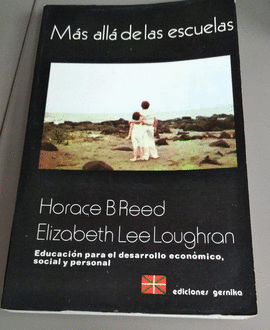 Más allá de las escuelas
Horace B Reed
Elizabeth Lee Loughran
Educación para el desarrollo económico,
social y personal
ediciones gernika